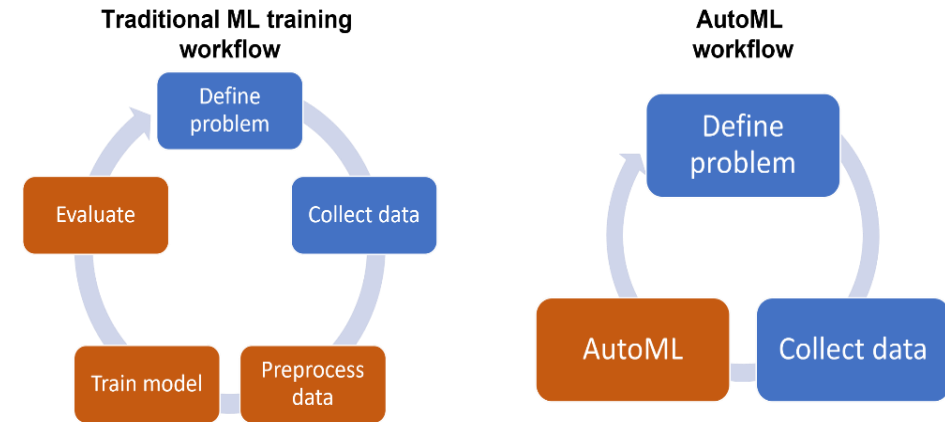 Traditional ML training
workflow
Define
problem
Collect data
Preprocess
data
Train model
Evaluate
AutoML
workflow
Define
problem
Collect data
AutoML